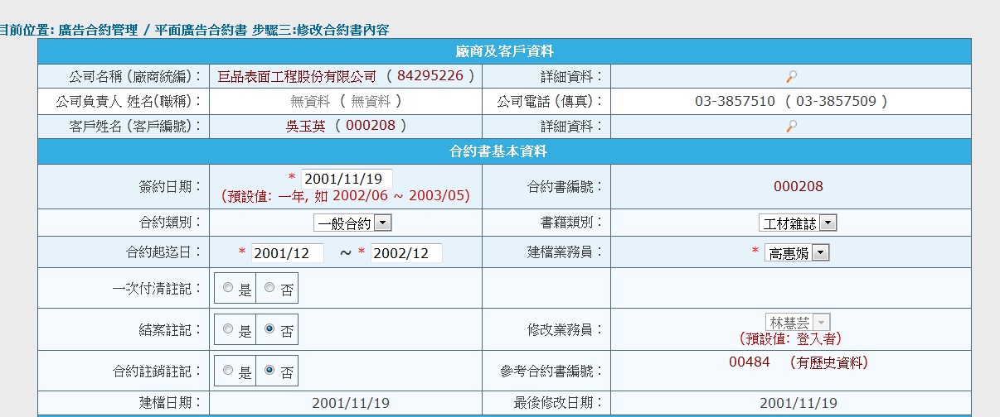 目前位置: 廣告合約管理 / 平面廣告合約書 步驟三:修改合約書內容
廠商及客戶資料
公司名稱 (廠商統編)： 巨品表面工程股份有限公司 ( 84295226 ) 詳細資料：
公司負責人 姓名(職稱)： 無資料 ( 無資料 ) 公司電話 (傳真)： 03-3857510 ( 03-3857509 )
客戶姓名 (客戶編號)： 吳玉英 ( 000208 ) 詳細資料：
合約書基本資料
簽約日期： * 2001/11/19 合約書編號： 000208
(預設值: 一年, 如 2002/06 ~ 2003/05)
合約類別： 一般合約 書籍類別： 工材雜誌
合約起迄日： * 2001/12 ~ * 2002/12 建檔業務員： * 高惠娟
一次付清註記： 是 否
結案註記： 是 否 修改業務員： 林慧芸
(預設值: 登入者)
合約註銷註記： 是 否 參考合約書編號： 00484 (有歷史資料)
建檔日期： 2001/11/19 最後修改日期： 2001/11/19